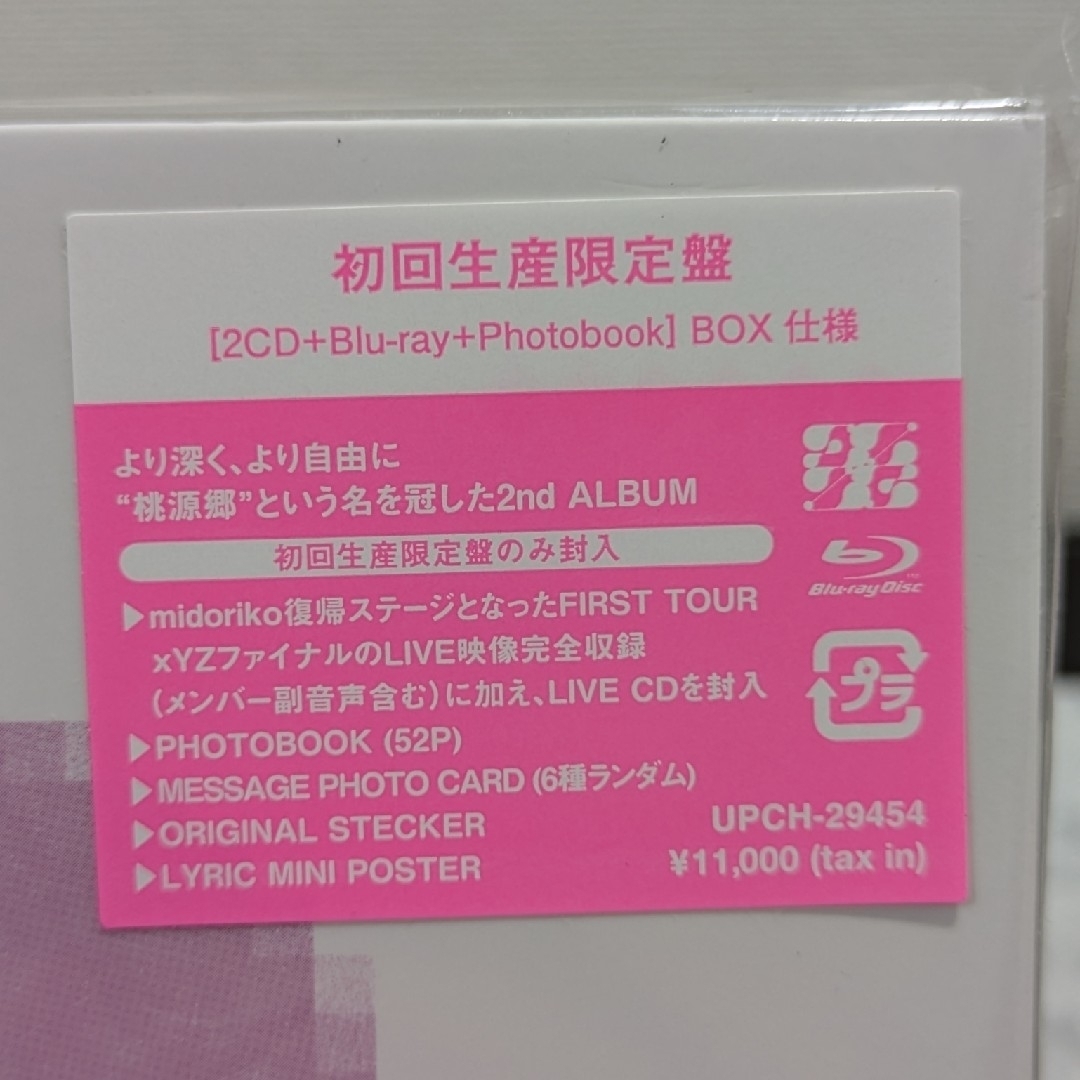 初回生産限定盤
[2CD+Blu-ray+Photobook] BOX 仕様
より深く、より自由に
“桃源郷”という名を冠した2nd ALBUM
初回生産限定盤のみ封入
▶midoriko復帰ステージとなったFIRST TOUR
xYZファイナルのLIVE映像完全収録
(メンバー副音声含む)に加え、LIVE CDを封入
▶PHOTOBOOK (52P)
▶MESSAGE PHOTO CARD (6種ランダム)
▶ORIGINAL STECKER
▶LYRIC MINI POSTER
Blu-ray Disc
プラ
UPCH-29454
¥11,000 (tax in)